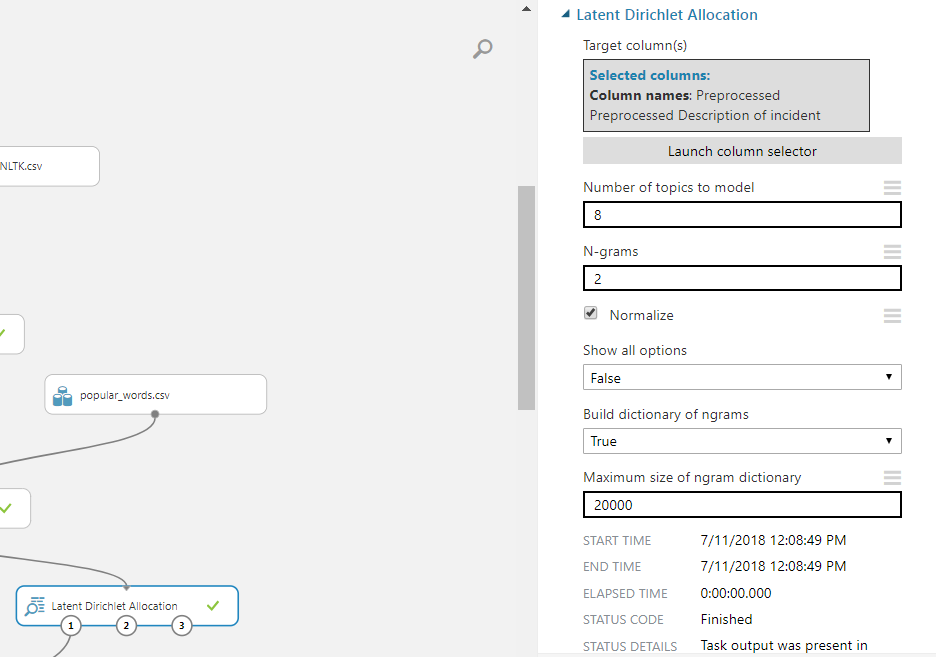 NLTK.csv
popular_words.csv
Latent Dirichlet Allocation
1
2
3
Latent Dirichlet Allocation
Target column(s)
Selected columns:
Column names: Preprocessed
Preprocessed Description of incident
Launch column selector
Number of topics to model
8
N-grams
2
Normalize
Show all options
False
Build dictionary of ngrams
True
Maximum size of ngram dictionary
20000
START TIME 7/11/2018 12:08:49 PM
END TIME 7/11/2018 12:08:49 PM
ELAPSED TIME 0:00:00.000
STATUS CODE Finished
STATUS DETAILS Task output was present in